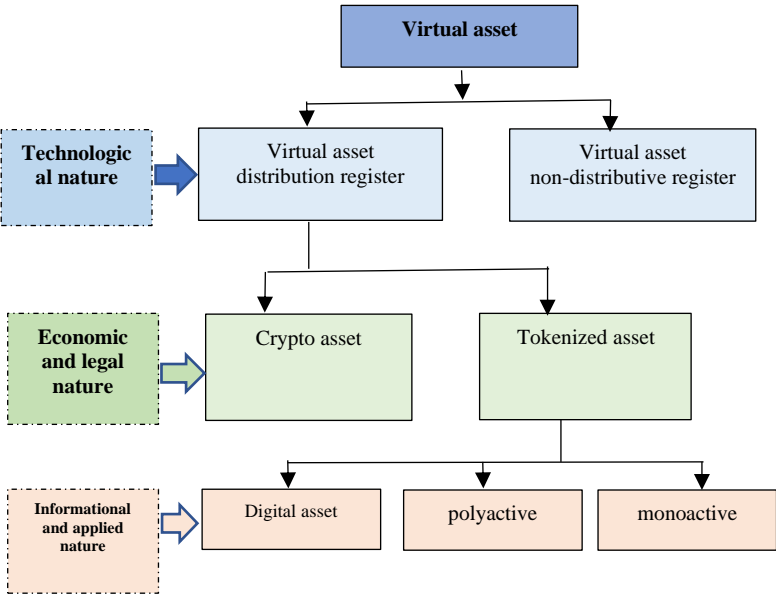 Virtual asset
Technologic
al nature
Virtual asset
distribution register
Virtual asset
non-distributive register
Economic
and legal
nature
Crypto asset
Tokenized asset
Informational
and applied
nature
Digital asset
polyactive
monoactive